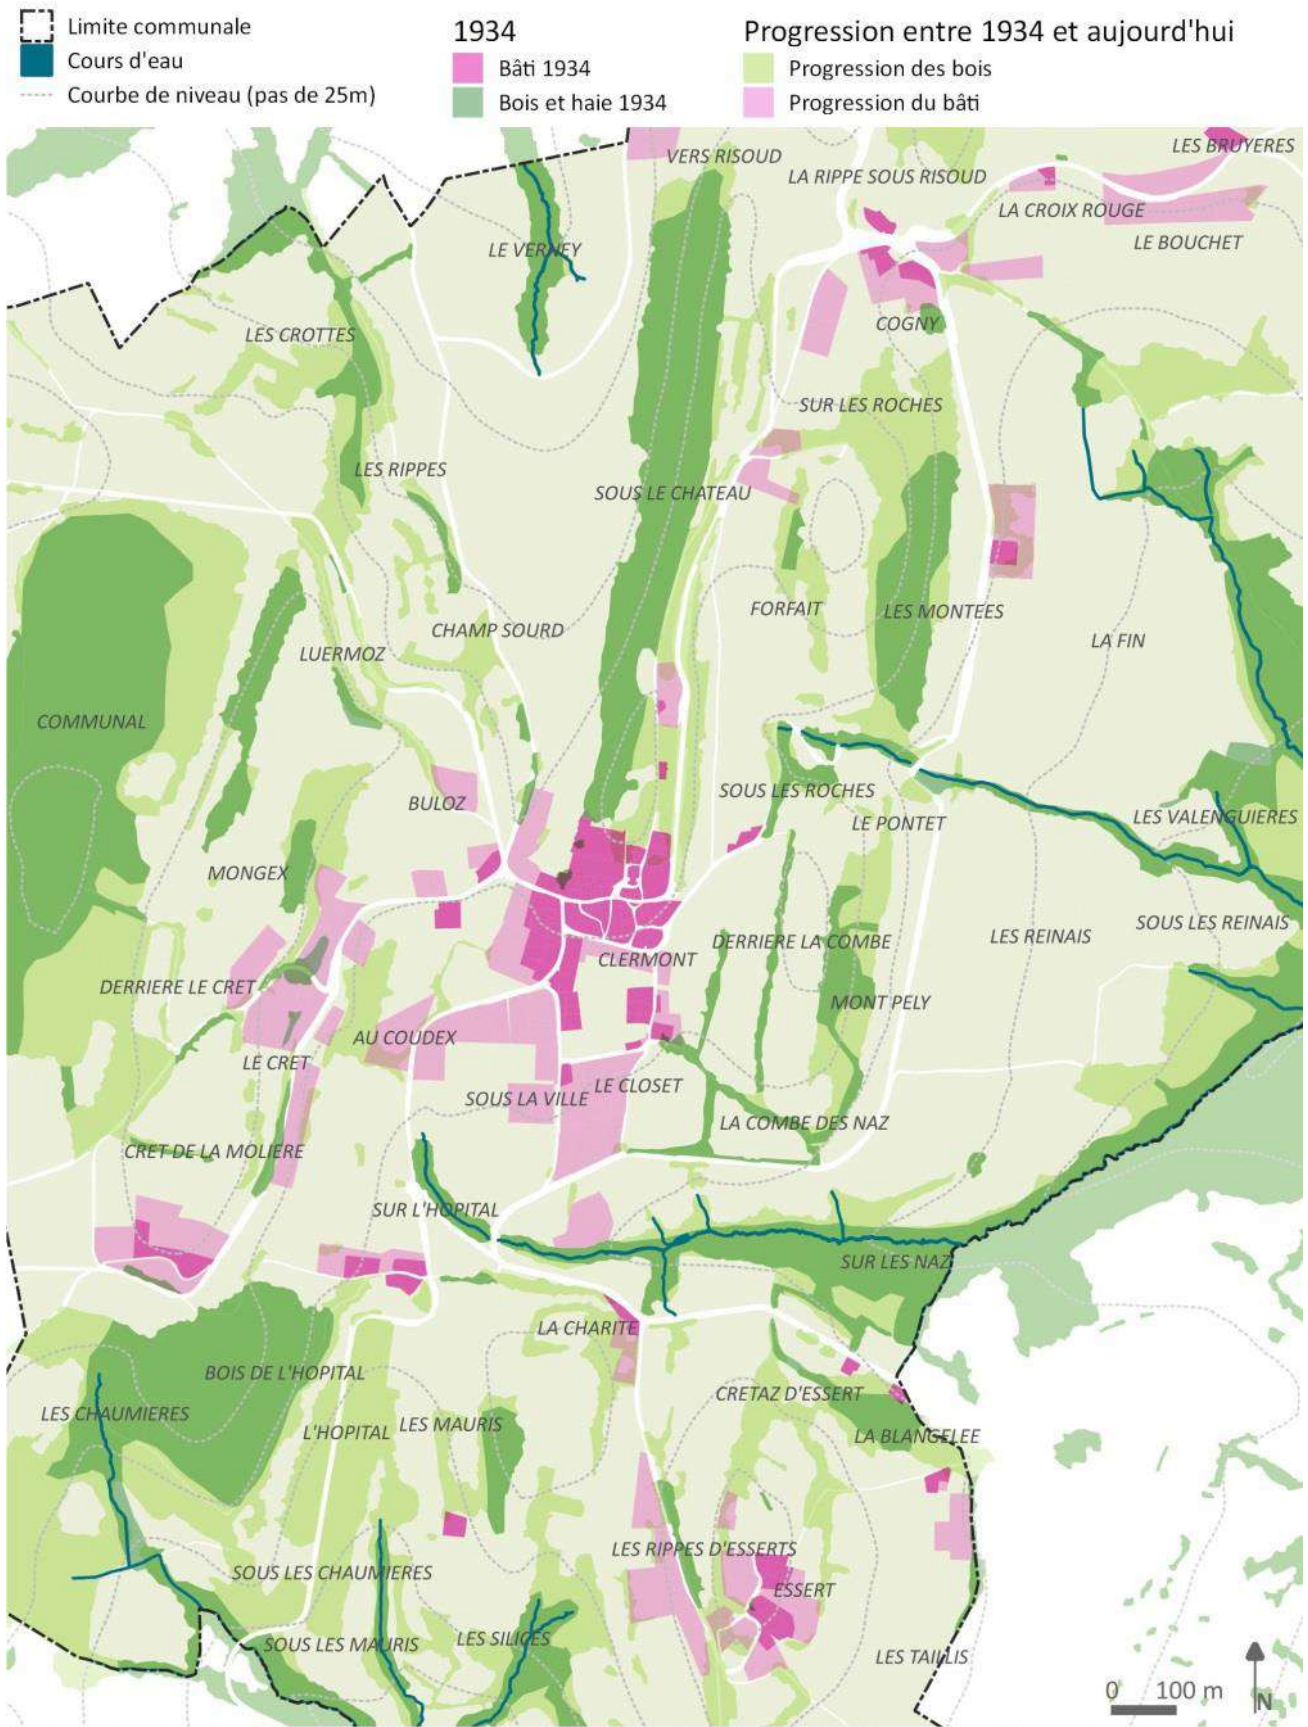 Limite communale
Cours d'eau
Courbe de niveau (pas de 25m)
1934
Bâti 1934
Bois et haie 1934
Progression entre 1934 et aujourd'hui
Progression des bois
Progression du bâti
LES BRUYERES
VERS RISOUD
LA RIPPE SOUS RISOUD
LA CROIX ROUGE
LE BOUCHET
LE VERNEY
COGNY
LES CROTTES
SUR LES ROCHES
LES RIPPES
SOUS LE CHATEAU
FORFAIT
LES MONTEES
CHAMP SOURD
LA FIN
LUERMOZ
COMMUNAL
SOUS LES ROCHES
BULOZ
LE PONTET
LES VALENGUIERES
MONGEX
SOUS LES REINAIS
LES REINAIS
DERRIERE LA COMBE
CLERMONT
DERRIERE LE CRET
MONT PELY
AU COUDEX
LE CRET
LE CLOSET
SOUS LA VILLE
LA COMBE DES NAZ
CRET DE LA MOLIERE
SUR L'HOPITAL
SUR LES NAZ
LA CHARITE
BOIS DE L'HOPITAL
CRETAZ D'ESSERT
LES CHAUMIERES
L'HOPITAL
LES MAURIS
LA BLANGELEE
LES RIPPES D'ESSERTS
SOUS LES CHAUMIERES
ESSERT
SOUS LES MAURIS
LES SILICES
LES TAILLIS
0 100 m
N